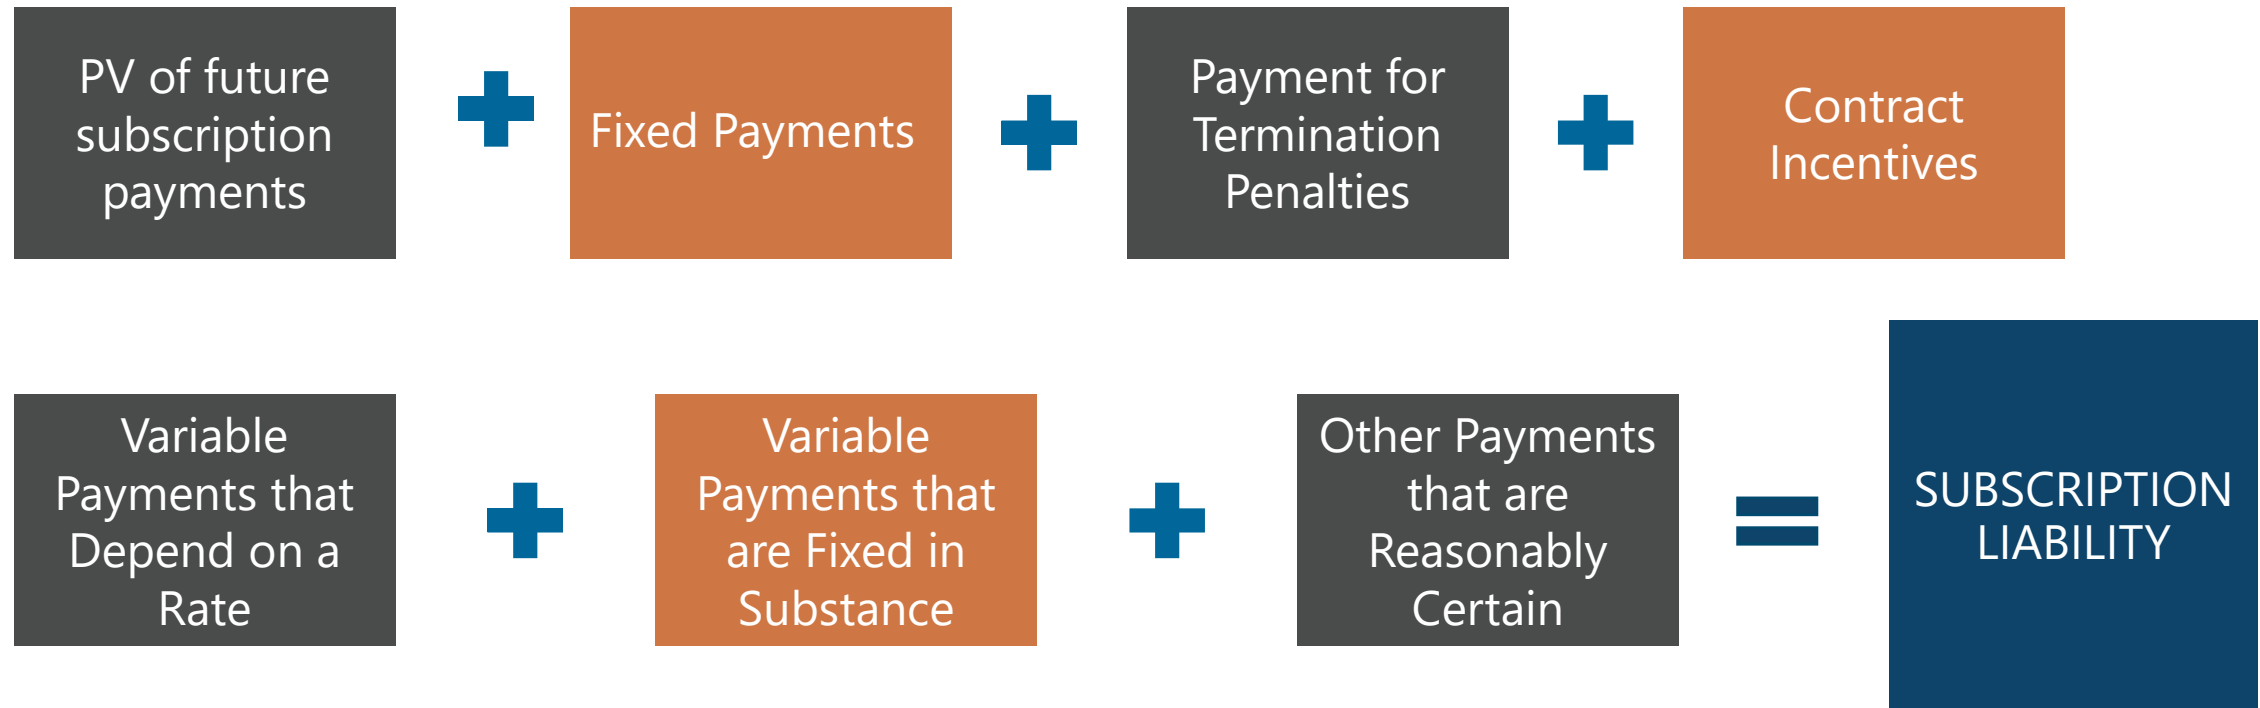 PV of future
subscription
payments
Fixed Payments
Payment for
Termination
Penalties
Contract
Incentives
Variable
Payments that
Depend on a
Rate
Variable
Payments that
are Fixed in
Substance
Other Payments
that are
Reasonably
Certain
SUBSCRIPTION
LIABILITY